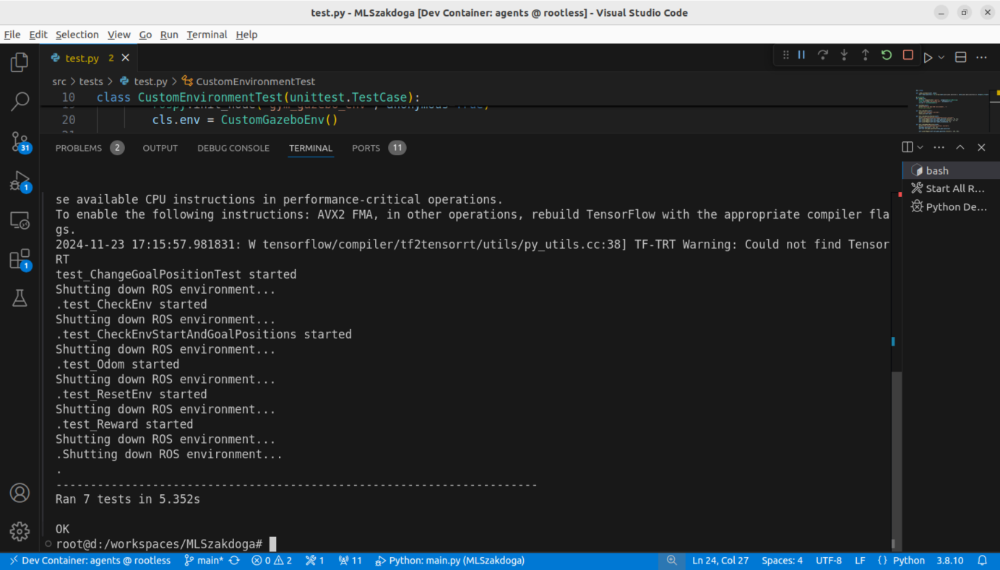 test.py - MLSzakdoga [Dev Container: agents @ rootless] - Visual Studio Code
File Edit Selection View Go Run Terminal Help
test.py 2
src > tests > test.py > CustomEnvironmentTest
10 class CustomEnvironmentTest(unittest.TestCase):
20 cls.env = CustomGazeboEnv()
PROBLEMS 2 OUTPUT DEBUG CONSOLE TERMINAL PORTS 11
31
1
1
bash
Start All R...
Python De...
se available CPU instructions in performance-critical operations.
To enable the following instructions: AVX2 FMA, in other operations, rebuild TensorFlow with the appropriate compiler fla
gs.
2024-11-23 17:15:57.981831: W tensorflow/compiler/tf2tensorrt/utils/py_utils.cc:38] TF-TRT Warning: Could not find Tensor
RT
test_ChangeGoalPositionTest started
Shutting down ROS environment...
.test_CheckEnv started
Shutting down ROS environment...
.test_CheckEnvStartAndGoalPositions started
Shutting down ROS environment...
.test_Odom started
Shutting down ROS environment...
.test_ResetEnv started
Shutting down ROS environment...
.test_Reward started
Shutting down ROS environment...
.Shutting down ROS environment...
.
----------------------------------------------------------------------
Ran 7 tests in 5.352s
OK
root@d:/workspaces/MLSzakdoga#
Dev Container: agents @ rootless main* 0 2 1 11 Python: main.py (MLSzakdoga) Ln 24, Col 27 Spaces: 4 UTF-8 LF {} Python 3.8.10